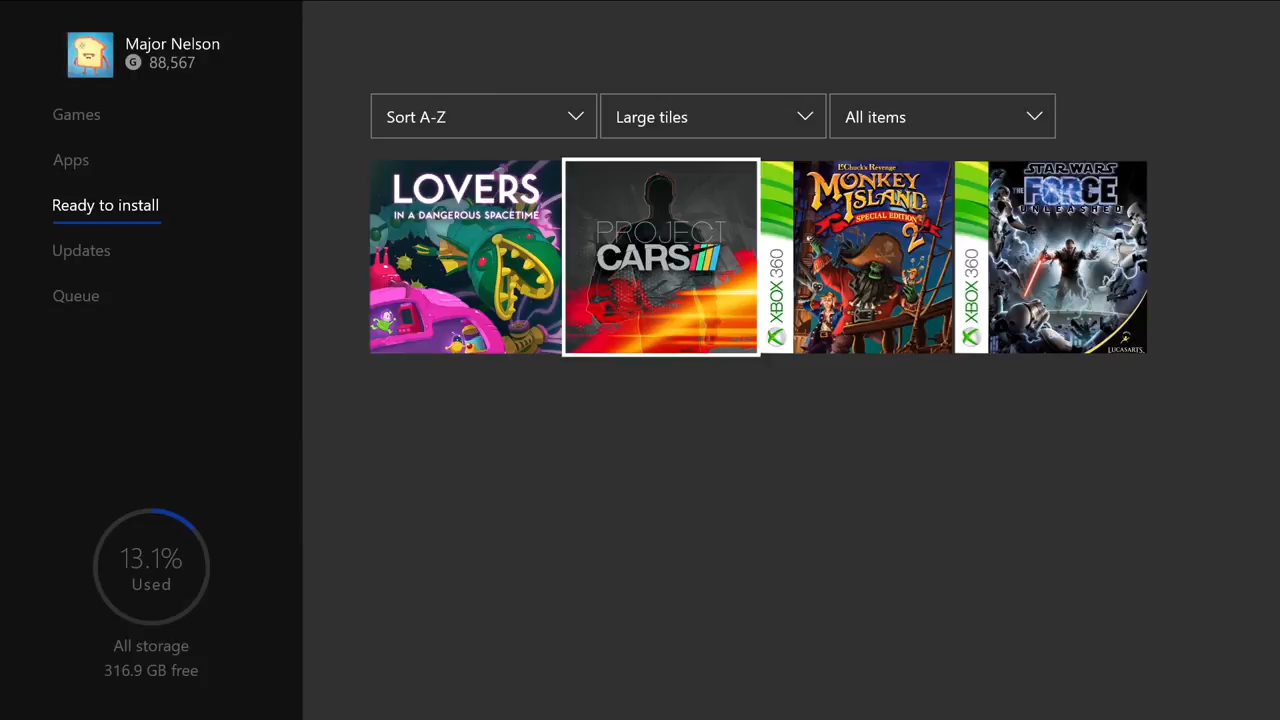 Major Nelson
G 88,567
Games
Apps
Ready to install
Updates
Queue
13.1%
Used
All storage
316.9 GB free
Sort A-Z
Large tiles
All items
LOVERS
IN A DANGEROUS SPACETIME
PROJECT
CARS
XBOX 360
LeChuck's Revenge
MONKEY
ISLAND
SPECIAL EDITION
2
XBOX 360
STAR WARS
THE FORCE
UNLEASHED
LUCASARTS